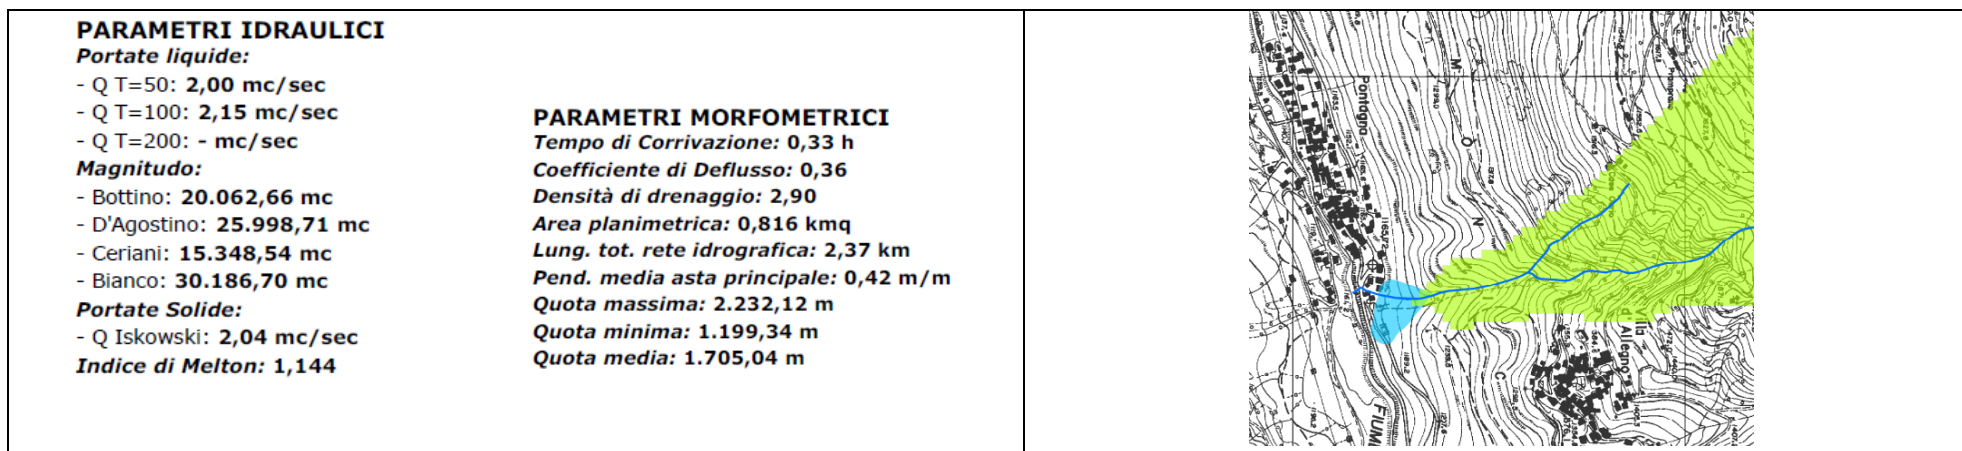 PARAMETRI IDRAULICI
Portate liquide:
- Q T=50: 2,00 mc/sec
- Q T=100: 2,15 mc/sec
- Q T=200: - mc/sec
Magnitudo:
- Bottino: 20.062,66 mc
- D'Agostino: 25.998,71 mc
- Ceriani: 15.348,54 mc
- Bianco: 30.186,70 mc
Portate Solide:
- Q Iskowski: 2,04 mc/sec
Indice di Melton: 1,144
PARAMETRI MORFOMETRICI
Tempo di Corrivazione: 0,33 h
Coefficiente di Deflusso: 0,36
Densità di drenaggio: 2,90
Area planimetrica: 0,816 kmq
Lung. tot. rete idrografica: 2,37 km
Pend. media asta principale: 0,42 m/m
Quota massima: 2.232,12 m
Quota minima: 1.199,34 m
Quota media: 1.705,04 m
Pontagna
M
O
N
I
C
Villa
d'Allegno
FIUM